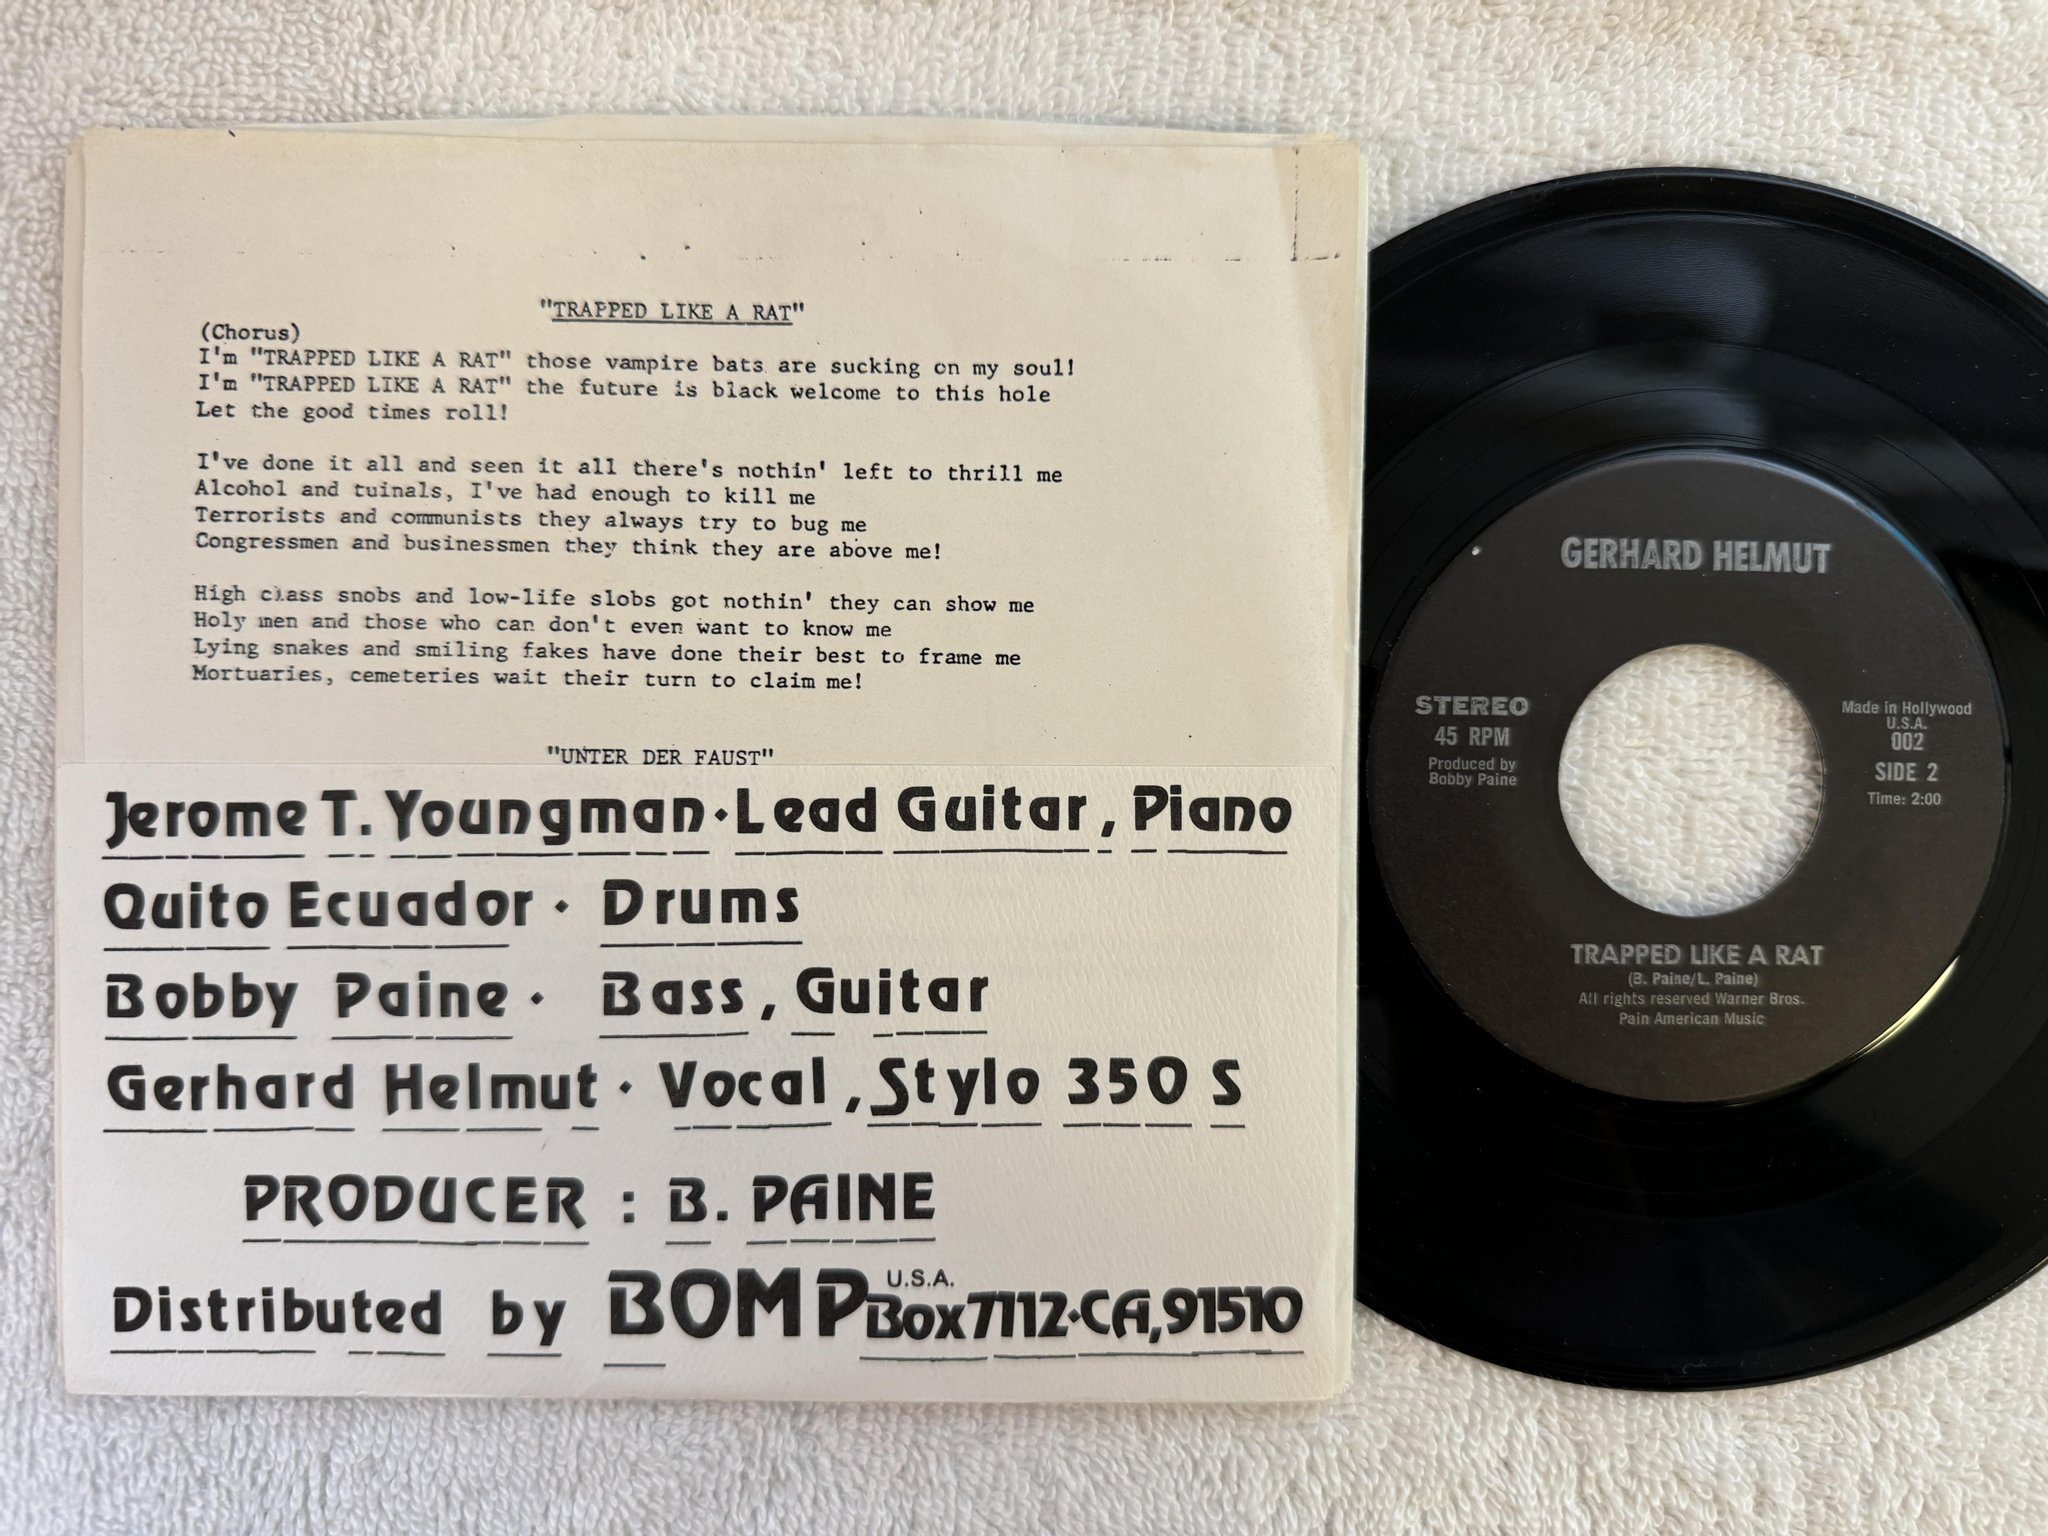 "TRAPPED LIKE A RAT"
(Chorus)
I'm "TRAPPED LIKE A RAT" those vampire bats are sucking on my soul!
I'm "TRAPPED LIKE A RAT" the future is black welcome to this hole
Let the good times roll!
I've done it all and seen it all there's nothin' left to thrill me
Alcohol and tuinals, I've had enough to kill me
Terrorists and communists they always try to bug me
Congressmen and businessmen they think they are above me!
High class snobs and low-life slobs got nothin' they can show me
Holy men and those who can don't even want to know me
Lying snakes and smiling fakes have done their best to frame me
Mortuaries, cemeteries wait their turn to claim me!
"UNTER DER FAUST"
Jerome T. Youngman • Lead Guitar, Piano
Quito Ecuador • Drums
Bobby Paine • Bass, Guitar
Gerhard Helmut • Vocal, Stylo 350 S
PRODUCER : B. PAINE
Distributed by BOMP U.S.A. Box 7112 • CA, 91510
GERHARD HELMUT
STEREO
45 RPM
Produced by
Bobby Paine
Made in Hollywood
U.S.A.
002
SIDE 2
Time: 2:00
TRAPPED LIKE A RAT
(B. Paine/L. Paine)
All rights reserved Warner Bros.
Pain American Music